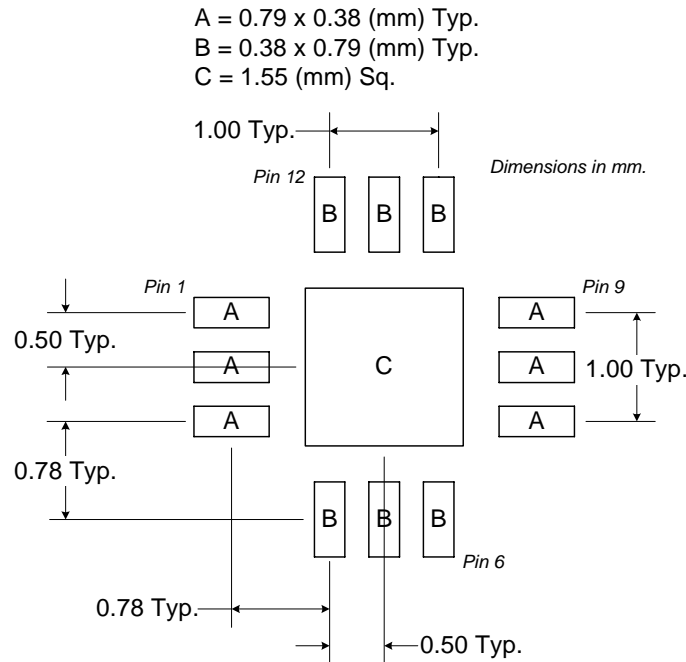 A = 0.79 x 0.38 (mm) Typ.
B = 0.38 x 0.79 (mm) Typ.
C = 1.55 (mm) Sq.
1.00 Typ.
Pin 12
Dimensions in mm.
B B B
Pin 1
Pin 9
A
A
0.50 Typ.
A
C
A
1.00 Typ.
A
A
0.78 Typ.
B B B
Pin 6
0.78 Typ.
0.50 Typ.